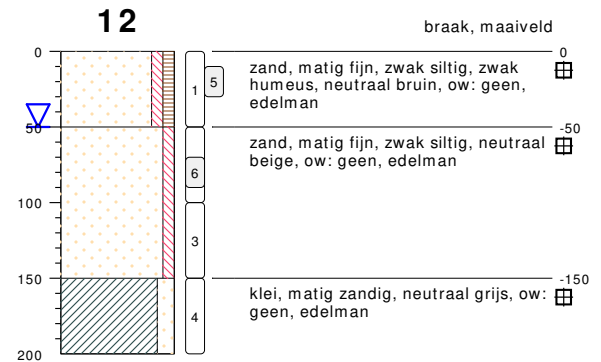 12
braak, maaiveld
0
0
zand, matig fijn, zwak siltig, zwak
humeus, neutraal bruin, ow: geen,
edelman
1
5
50
-50
zand, matig fijn, zwak siltig, neutraal
beige, ow: geen, edelman
6
100
3
150
-150
klei, matig zandig, neutraal grijs, ow:
geen, edelman
4
200